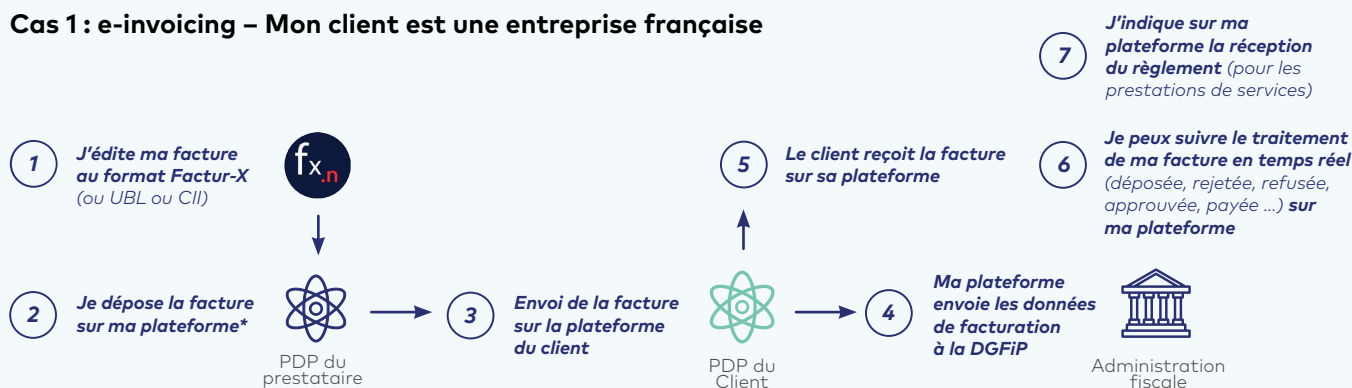 Cas 1 : e-invoicing – Mon client est une entreprise française
1
J’édite ma facture
au format Factur-X
(ou UBL ou CII)
fx.n
2
Je dépose la facture
sur ma plateforme*
PDP du
prestataire
3
Envoi de la facture
sur la plateforme
du client
PDP du
Client
5
Le client reçoit la facture
sur sa plateforme
4
Ma plateforme
envoie les données
de facturation
à la DGFiP
Administration
fiscale
6
Je peux suivre le traitement
de ma facture en temps réel
(déposée, rejetée, refusée,
approuvée, payée ...) sur
ma plateforme
7
J’indique sur ma
plateforme la réception
du règlement (pour les
prestations de services)